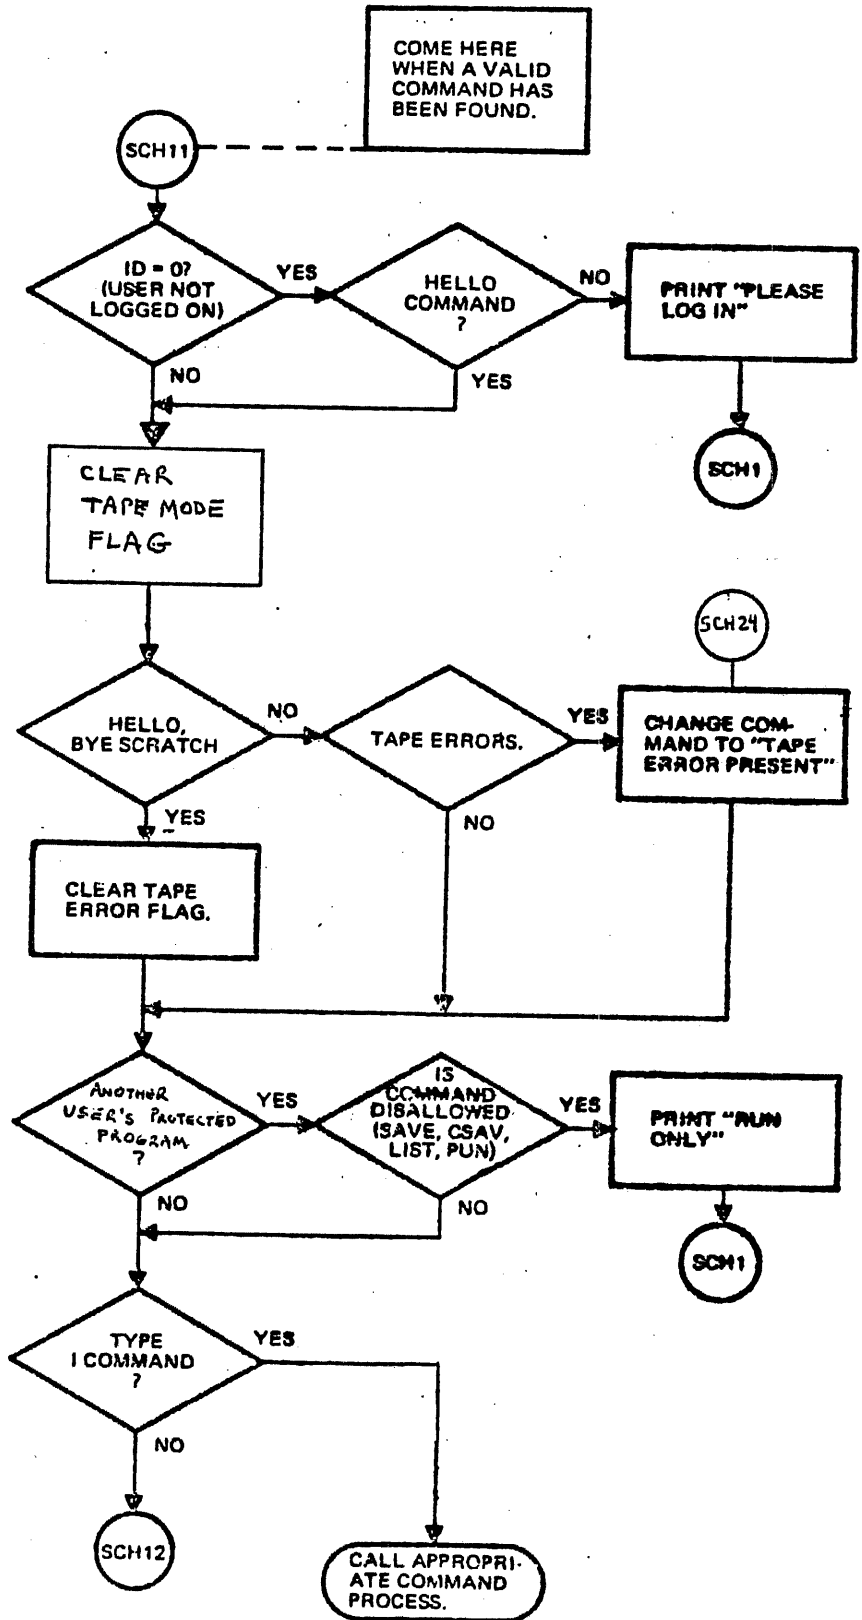 COME HERE
WHEN A VALID
COMMAND HAS
BEEN FOUND.
SCH11
ID = 0?
(USER NOT
LOGGED ON)
YES
HELLO
COMMAND
?
NO
PRINT "PLEASE
LOG IN"
NO
YES
SCH1
CLEAR
TAPE MODE
FLAG
SCH24
HELLO,
BYE SCRATCH
NO
TAPE ERRORS.
YES
CHANGE COM-
MAND TO "TAPE
ERROR PRESENT"
YES
NO
CLEAR TAPE
ERROR FLAG.
ANOTHER
USER'S PROTECTED
PROGRAM
?
YES
IS
COMMAND
DISALLOWED
(SAVE, CSAV,
LIST, PUN)
YES
PRINT "RUN
ONLY"
NO
NO
SCH1
TYPE
I COMMAND
?
YES
NO
SCH12
CALL APPROPRI-
ATE COMMAND
PROCESS.